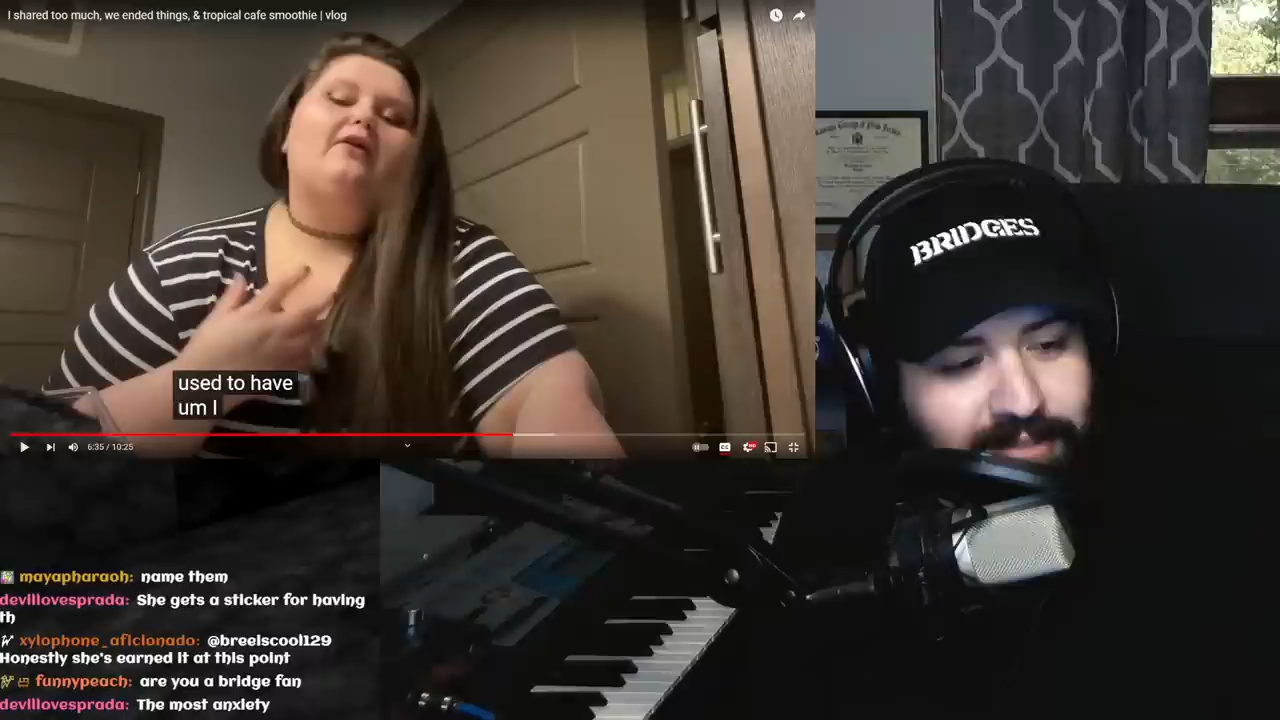 I shared too much, we ended things, & tropical cafe smoothie | vlog
BRIDGES
used to have
um I
6:35 / 10:25
CC
mayapharaoh: name them
devillovesprada: She gets a sticker for having
th
xylophone_aficionado: @breeiscool129
Honestly she's earned it at this point
funnypeach: are you a bridge fan
devillovesprada: The most anxiety